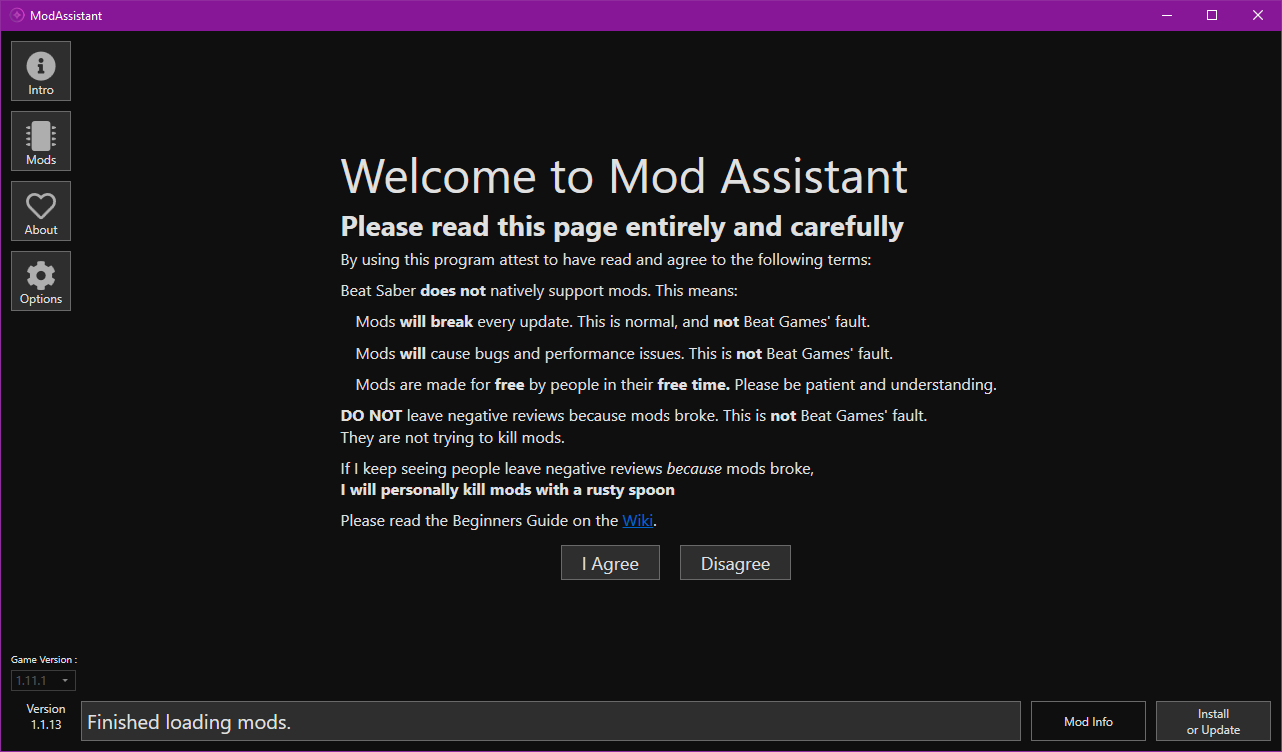 ModAssistant
Intro
Mods
About
Options
Welcome to Mod Assistant
Please read this page entirely and carefully
By using this program attest to have read and agree to the following terms:
Beat Saber does not natively support mods. This means:
Mods will break every update. This is normal, and not Beat Games' fault.
Mods will cause bugs and performance issues. This is not Beat Games' fault.
Mods are made for free by people in their free time. Please be patient and understanding.
DO NOT leave negative reviews because mods broke. This is not Beat Games' fault.
They are not trying to kill mods.
If I keep seeing people leave negative reviews because mods broke,
I will personally kill mods with a rusty spoon
Please read the Beginners Guide on the Wiki.
I Agree
Disagree
Game Version :
1.11.1
Version
1.1.13
Finished loading mods.
Mod Info
Install
or Update